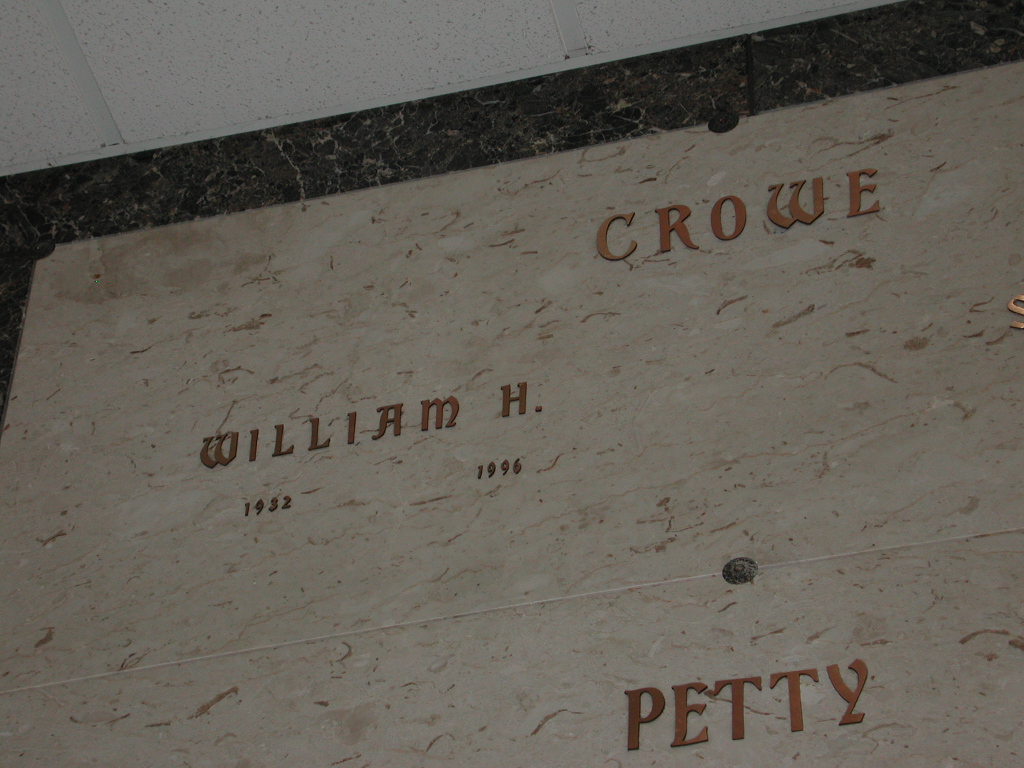 CROWE
WILLIAM H.
1932 1996
PETTY